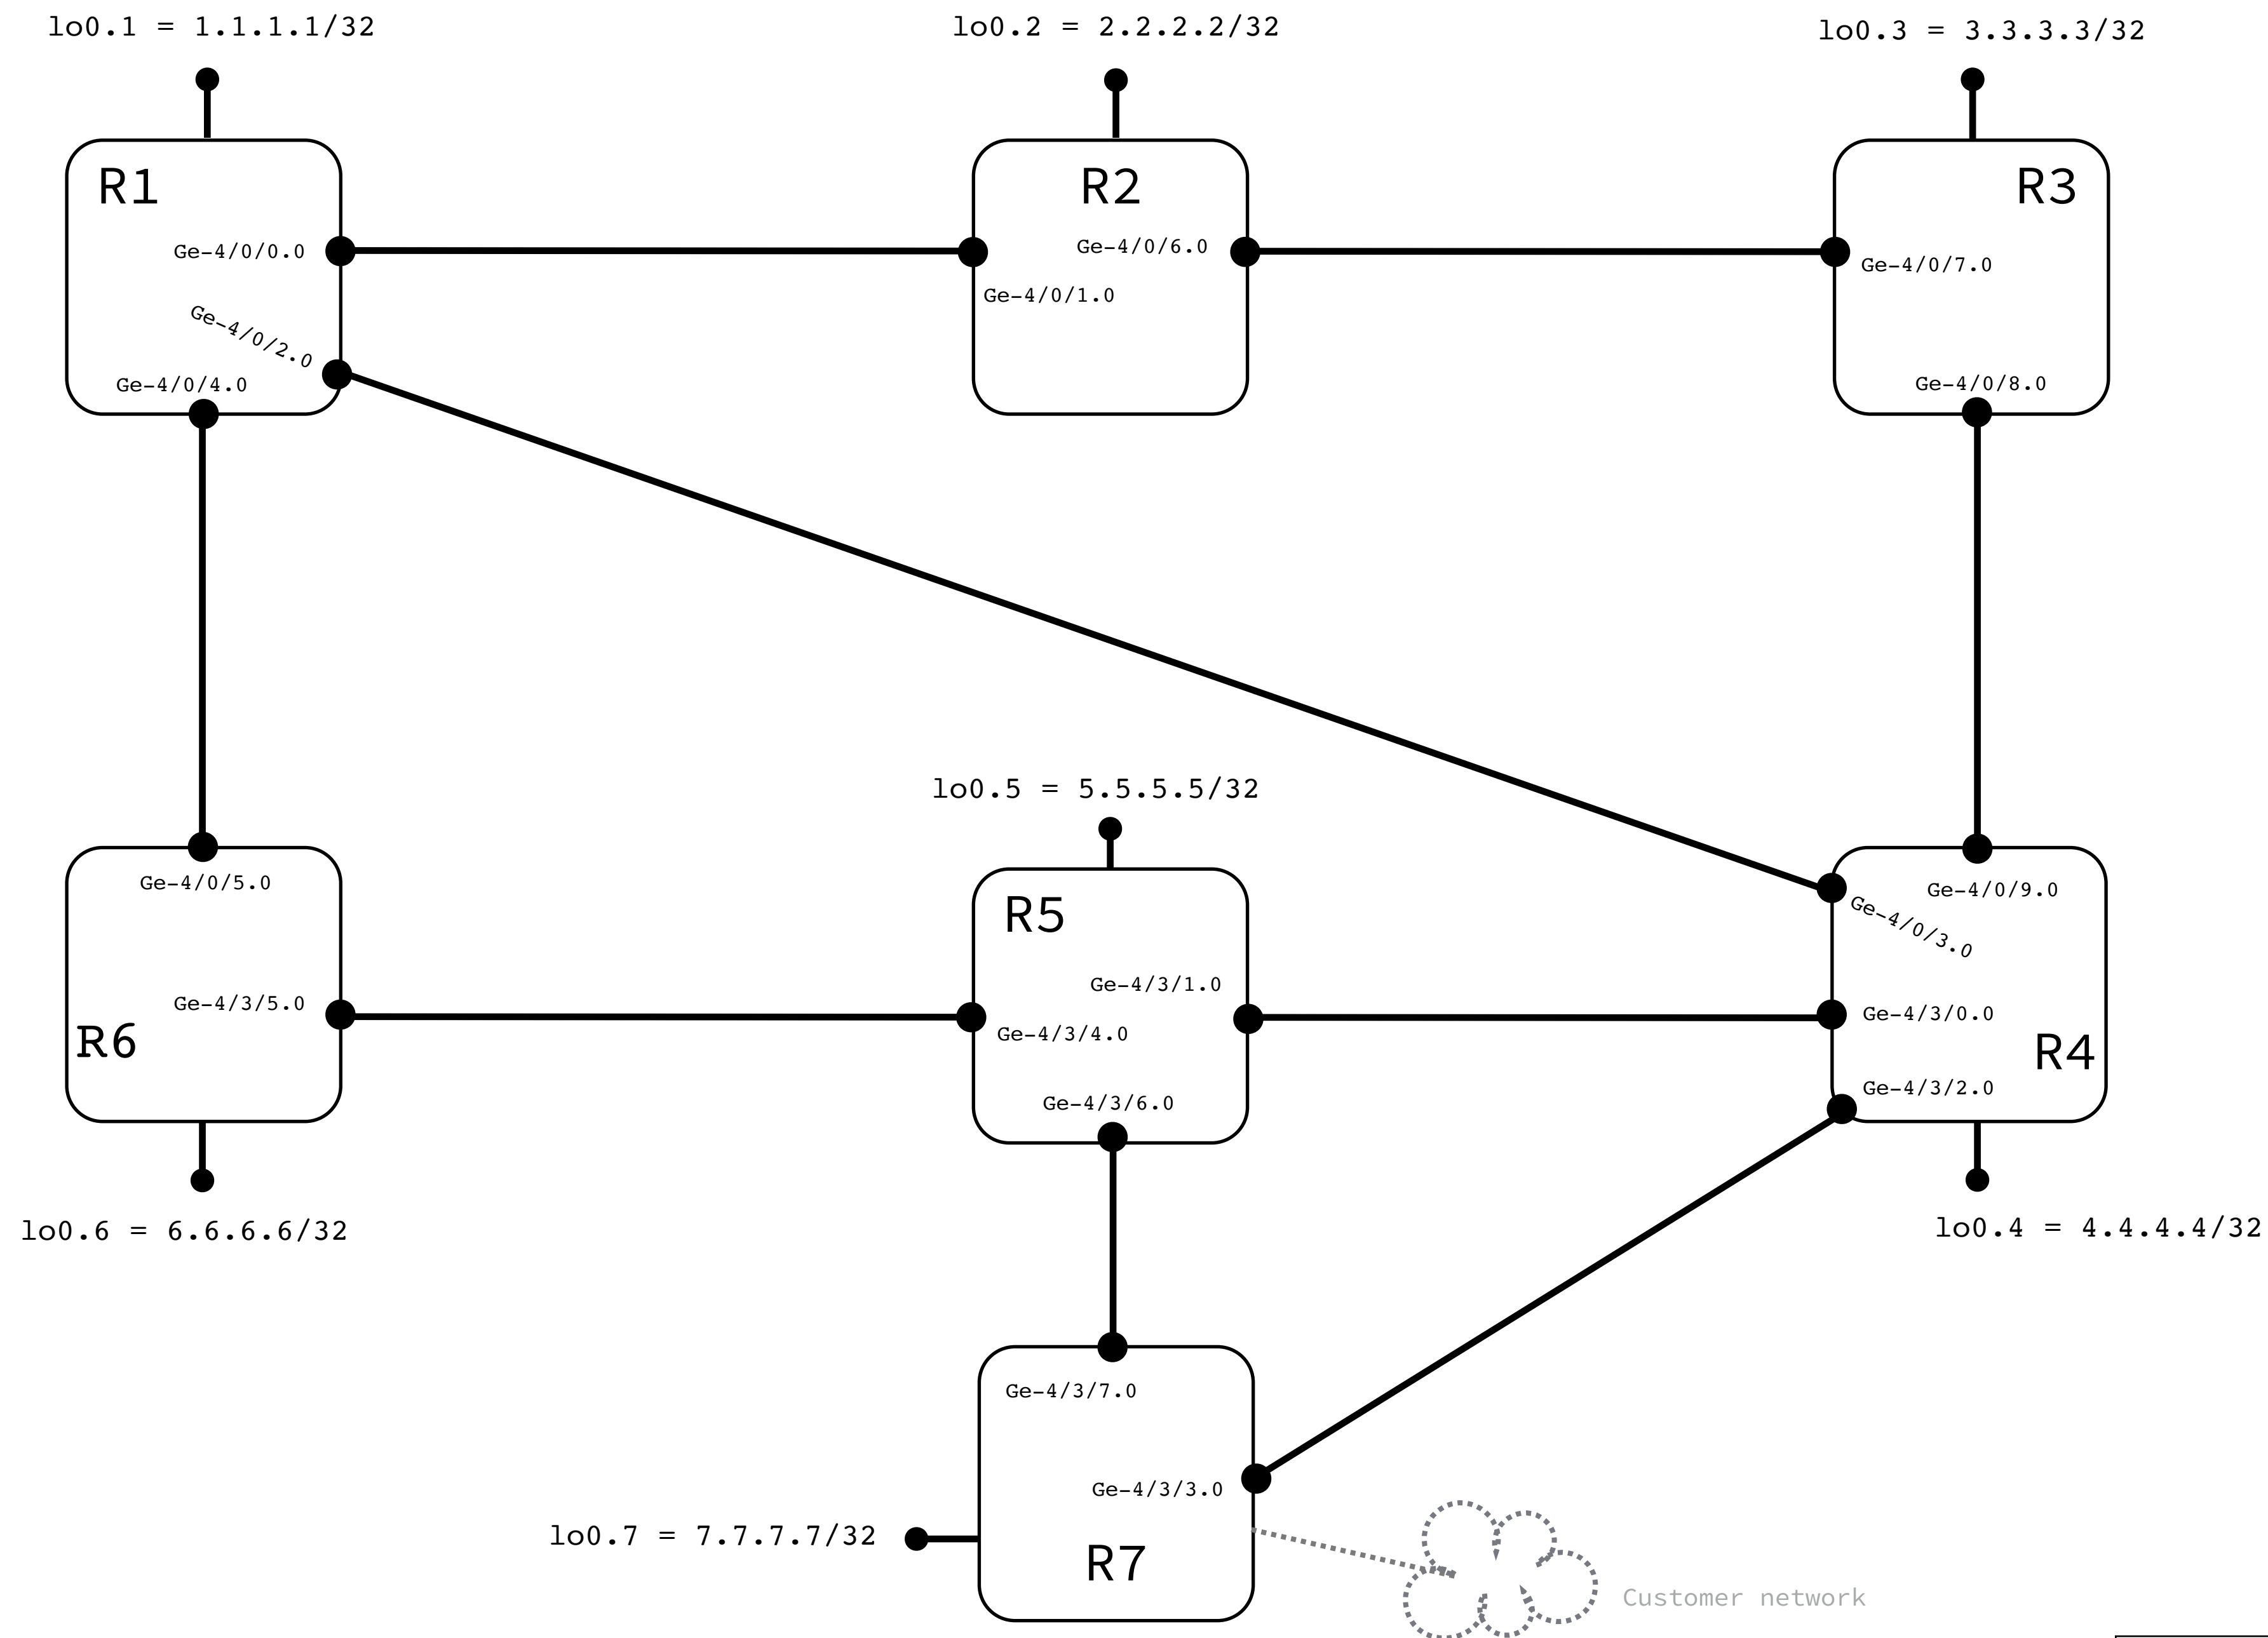 lo0.1 = 1.1.1.1/32
lo0.2 = 2.2.2.2/32
lo0.3 = 3.3.3.3/32
R1
R2
R3
Ge-4/0/0.0
Ge-4/0/6.0
Ge-4/0/7.0
Ge-4/0/1.0
Ge-4/0/2.0
Ge-4/0/4.0
Ge-4/0/8.0
lo0.5 = 5.5.5.5/32
Ge-4/0/5.0
R5
Ge-4/0/9.0
Ge-4/0/3.0
Ge-4/3/1.0
Ge-4/3/5.0
Ge-4/3/4.0
Ge-4/3/0.0
R6
R4
Ge-4/3/6.0
Ge-4/3/2.0
lo0.6 = 6.6.6.6/32
lo0.4 = 4.4.4.4/32
Ge-4/3/7.0
Ge-4/3/3.0
lo0.7 = 7.7.7.7/32
R7
Customer network